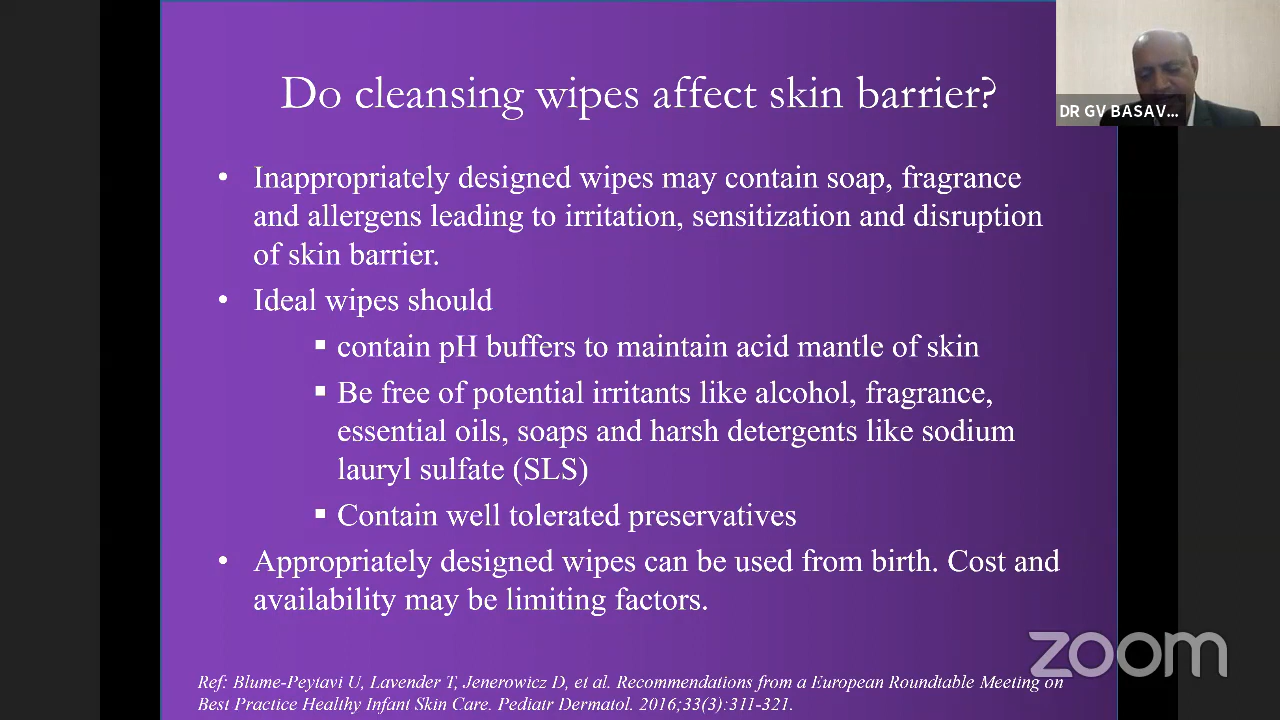 Do cleansing wipes affect skin barrier?
DR GV BASAV...
• Inappropriately designed wipes may contain soap, fragrance
and allergens leading to irritation, sensitization and disruption
of skin barrier.
• Ideal wipes should
▪ contain pH buffers to maintain acid mantle of skin
▪ Be free of potential irritants like alcohol, fragrance,
essential oils, soaps and harsh detergents like sodium
lauryl sulfate (SLS)
▪ Contain well tolerated preservatives
• Appropriately designed wipes can be used from birth. Cost and
availability may be limiting factors.
zoom
Ref: Blume-Peytavi U, Lavender T, Jenerowicz D, et al. Recommendations from a European Roundtable Meeting on
Best Practice Healthy Infant Skin Care. Pediatr Dermatol. 2016;33(3):311-321.